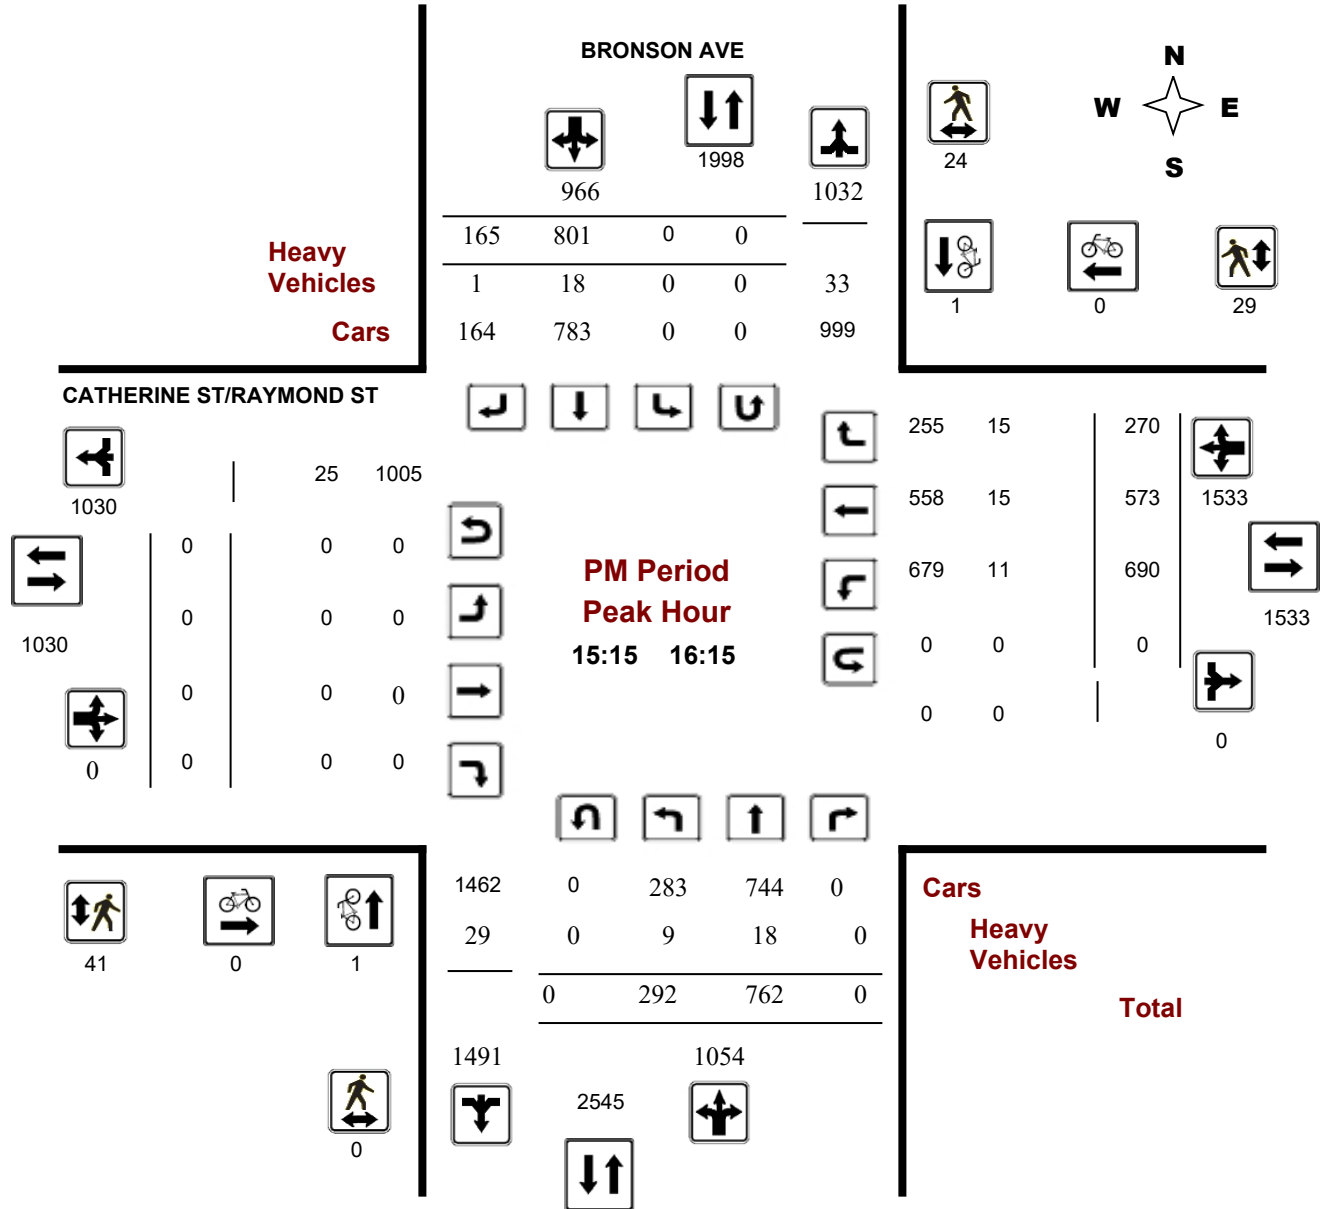 BRONSON AVE
N
W E
S
1998
24
966 1032
165 801 0 0
Heavy
Vehicles
1 18 0 0 33
1 0 29
Cars
164 783 0 0 999
CATHERINE ST/RAYMOND ST
255 15 270
25 1005
1030
558 15 573 1533
0 0 0
PM Period
Peak Hour
15:15 16:15
679 11 690
1533
0 0 0
1030
0 0 0
0 0 0
0 0
0
0
0 0 0
1462 0 283 744 0
Cars
29 0 9 18 0
Heavy
Vehicles
41 0 1
0 292 762 0
Total
1491 1054
2545
0